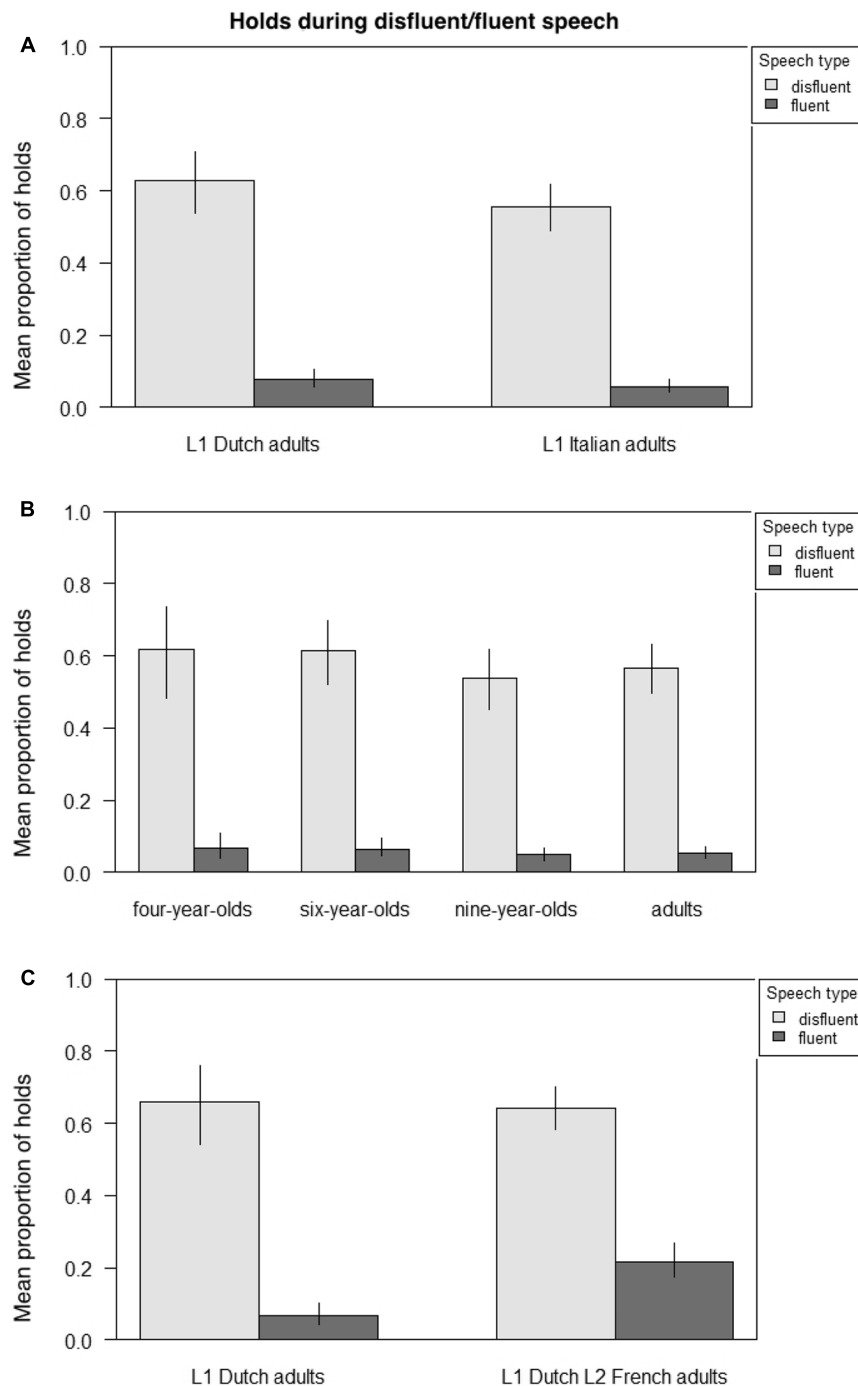 Holds during disfluent/fluent speech
A
Mean proportion of holds
1.0
0.8
0.6
0.4
0.2
0.0
L1 Dutch adults
L1 Italian adults
Speech type
disfluent
fluent
B
Mean proportion of holds
1.0
0.8
0.6
0.4
0.2
0.0
four-year-olds
six-year-olds
nine-year-olds
adults
Speech type
disfluent
fluent
C
Mean proportion of holds
1.0
0.8
0.6
0.4
0.2
0.0
L1 Dutch adults
L1 Dutch L2 French adults
Speech type
disfluent
fluent